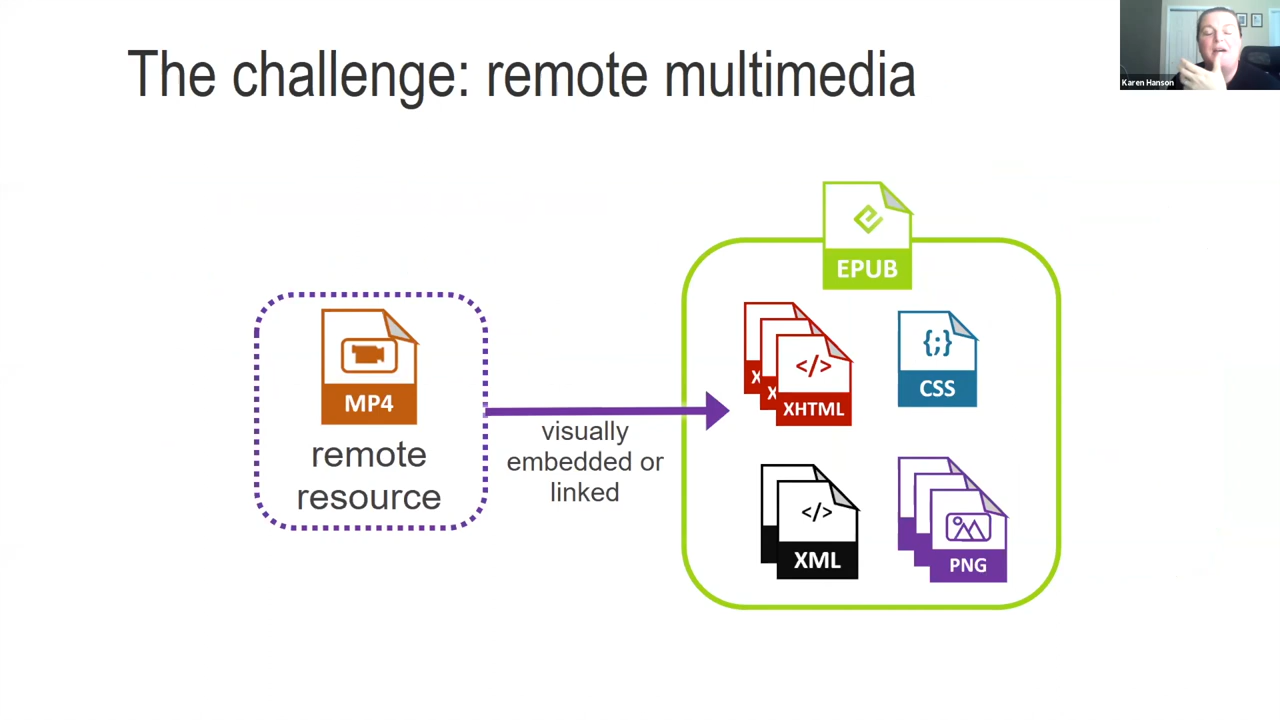 The challenge: remote multimedia
Karen Hanson
EPUB
MP4
remote
resource
visually
embedded or
linked
X
X
</>
XHTML
{;}
CSS
</>
XML
PNG